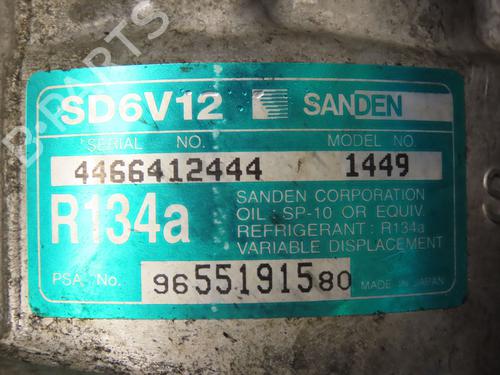 B-PARTS
SD6V12 SANDEN
SERIAL NO. MODEL NO.
4466412444 1449
R134a
SANDEN CORPORATION
OIL : SP-10 OR EQUIV.
REFRIGERANT : R134a
VARIABLE DISPLACEMENT
PSA No. 9655191580 MADE IN JAPAN